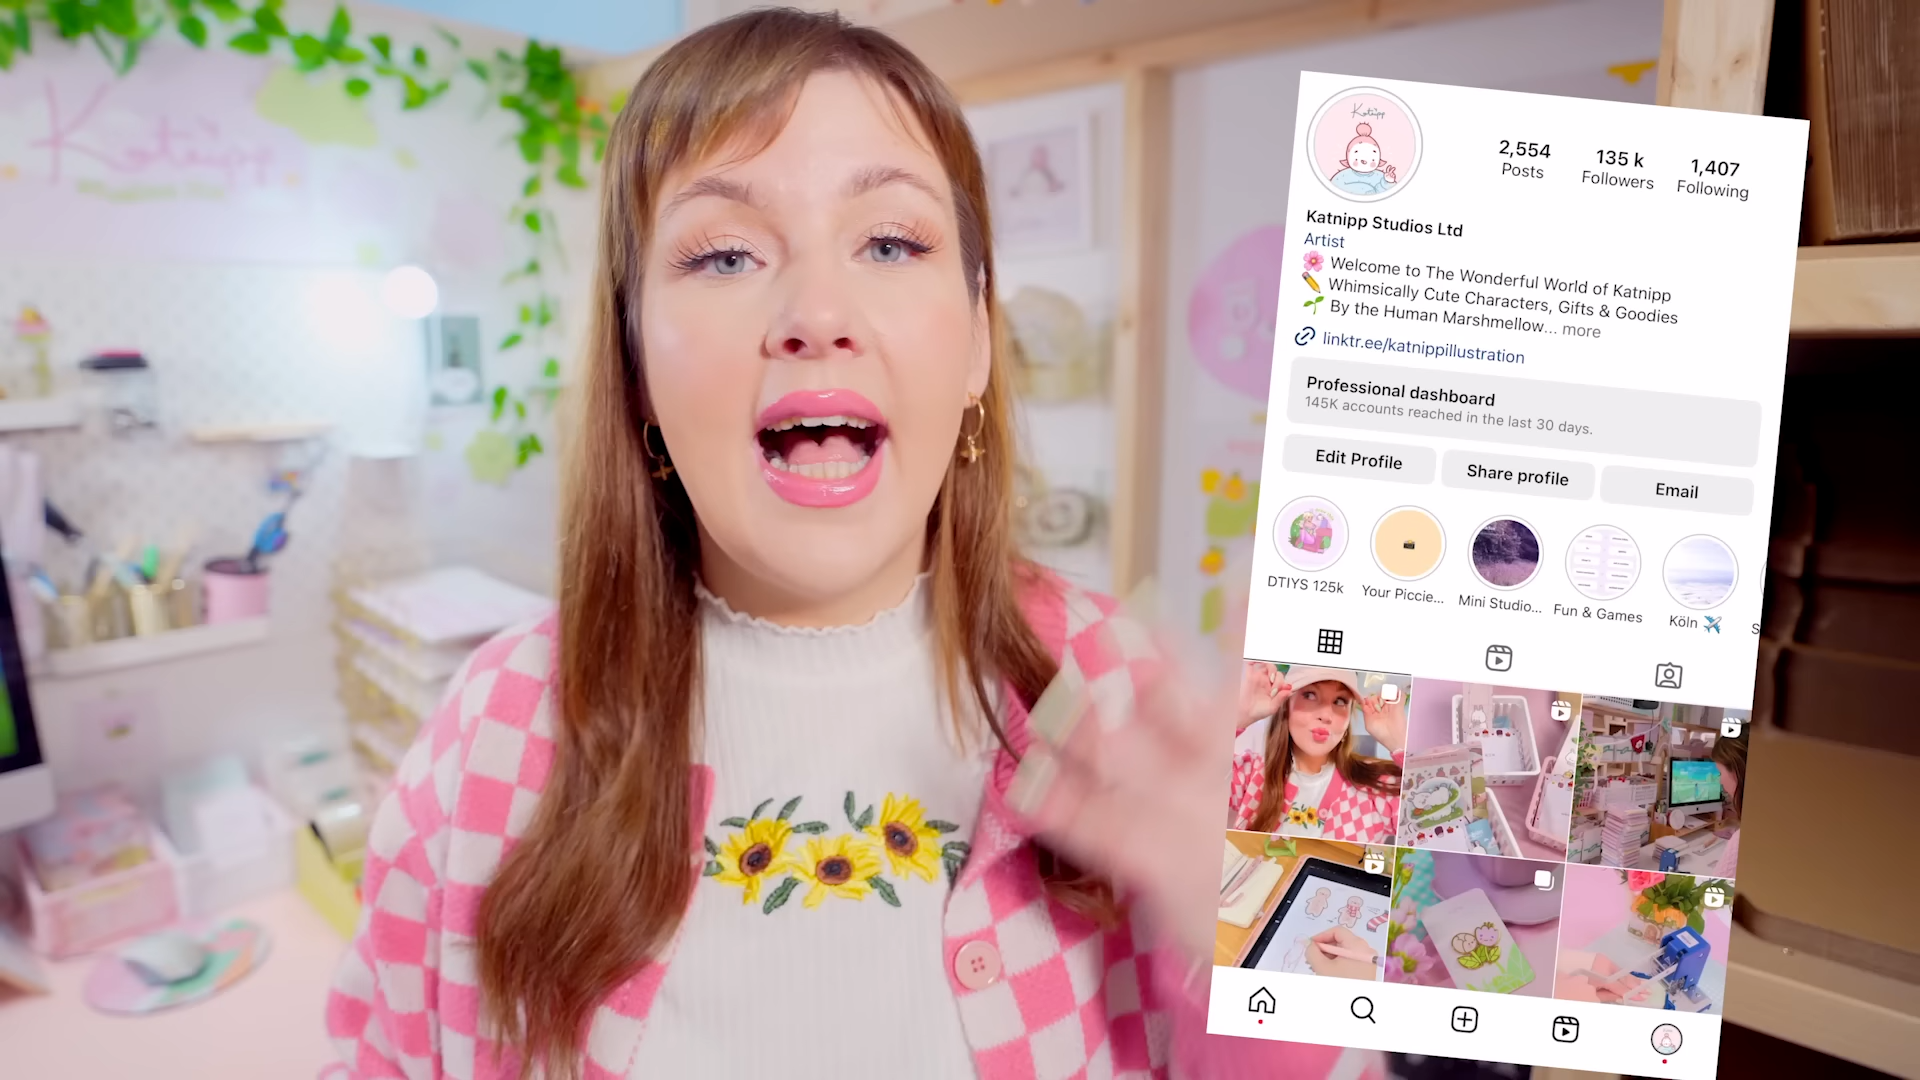 Katnipp
Katnipp
2,554
Posts
135 k
Followers
1,407
Following
Katnipp Studios Ltd
Artist
🌸 Welcome to The Wonderful World of Katnipp
✏️ Whimsically Cute Characters, Gifts & Goodies
🌱 By the Human Marshmellow... more
linktr.ee/katnippillustration
Professional dashboard
145K accounts reached in the last 30 days.
Edit Profile
Share profile
Email
DTIYS 125k
Your Piccie...
Mini Studio...
Fun & Games
Köln ✈️
S